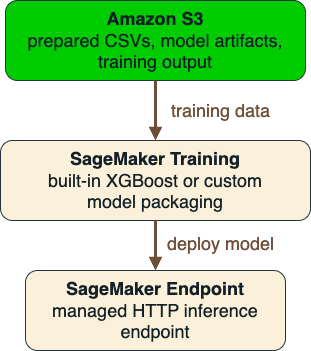 Amazon S3
prepared CSVs, model artifacts,
training output
training data
SageMaker Training
built-in XGBoost or custom
model packaging
deploy model
SageMaker Endpoint
managed HTTP inference
endpoint